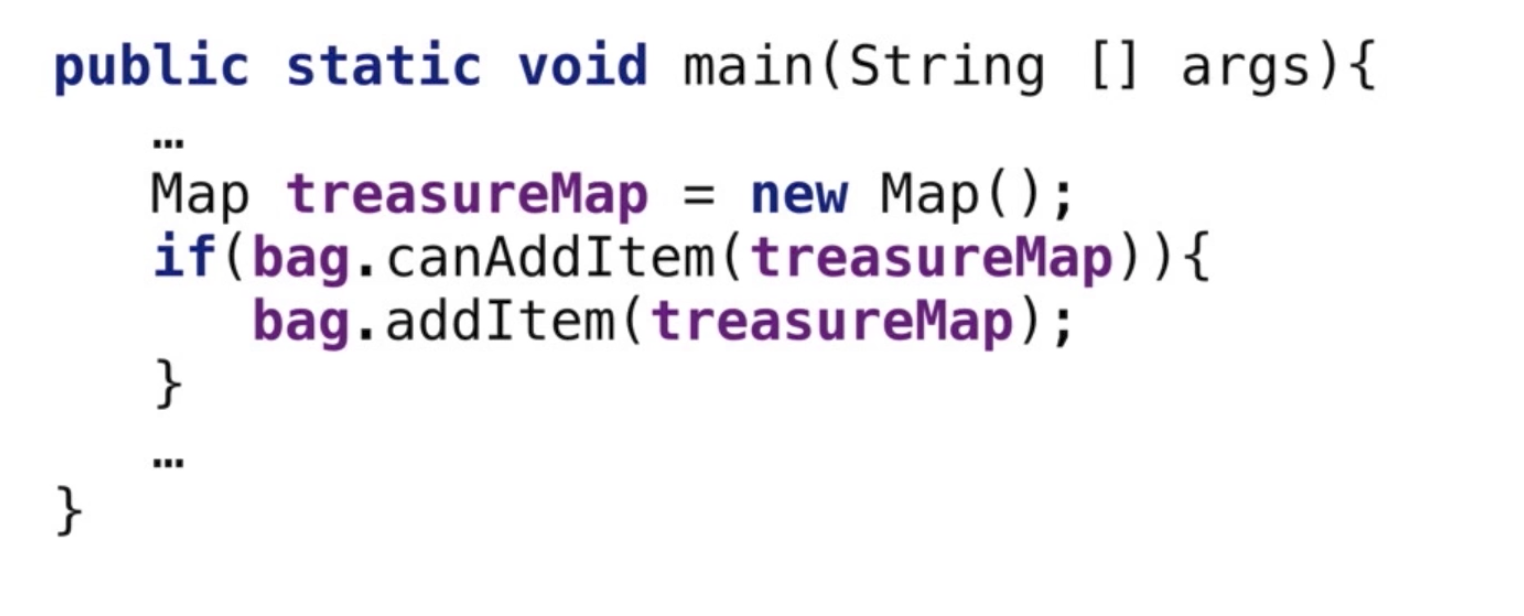 public static void main(String [] args){
…
Map treasureMap = new Map();
if(bag.canAddItem(treasureMap)){
bag.addItem(treasureMap);
}
…
}